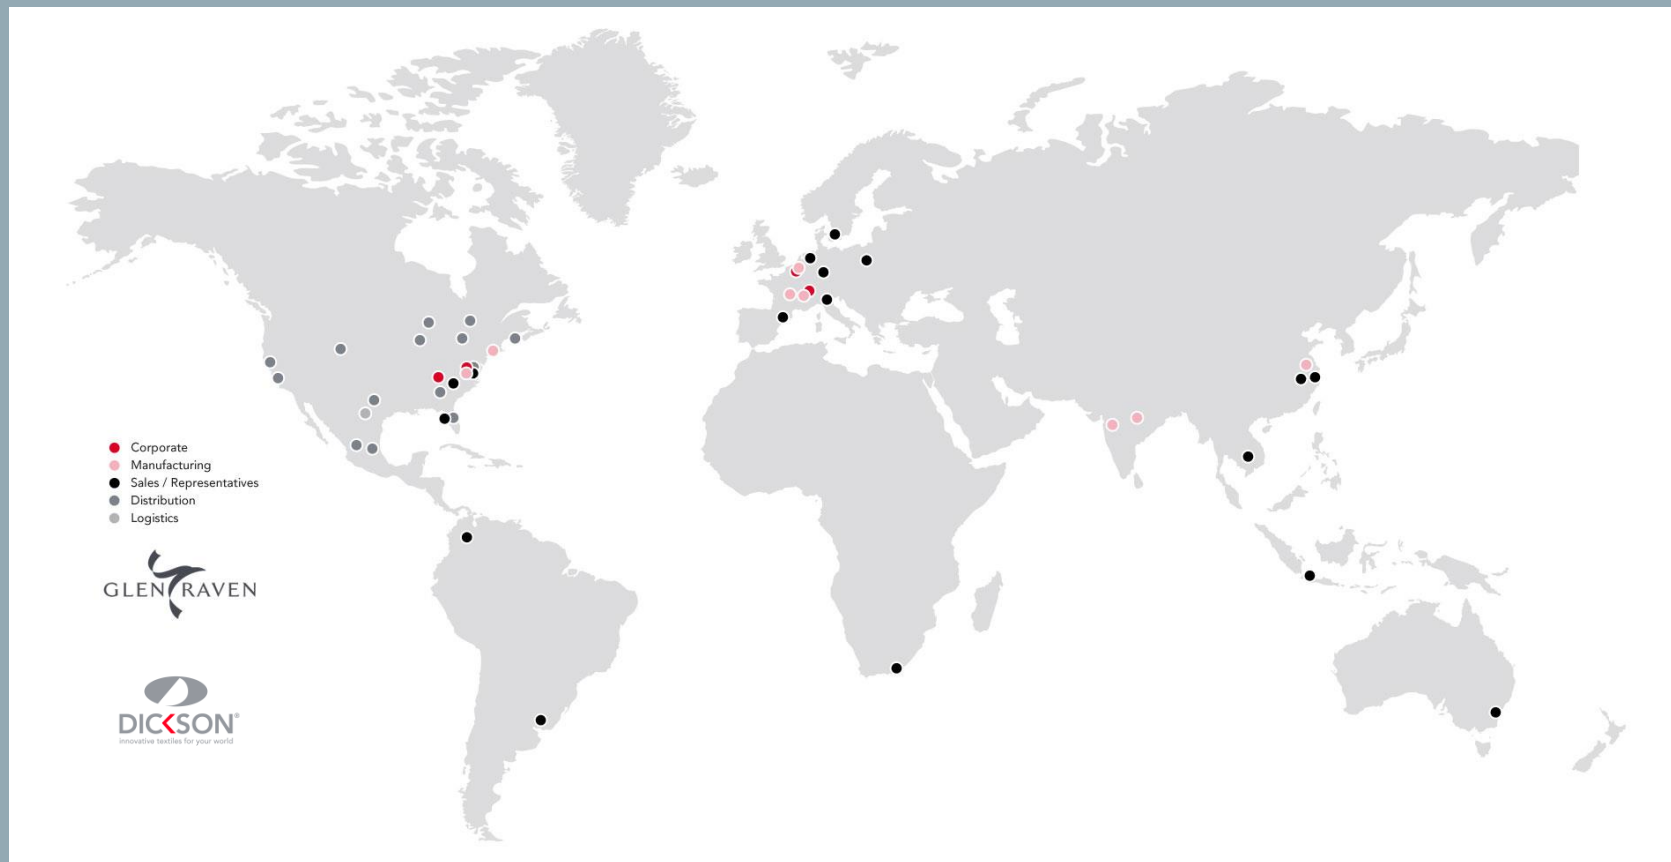 Corporate
Manufacturing
Sales / Representatives
Distribution
Logistics
GLEN RAVEN
DICKSON®
innovative textiles for your world